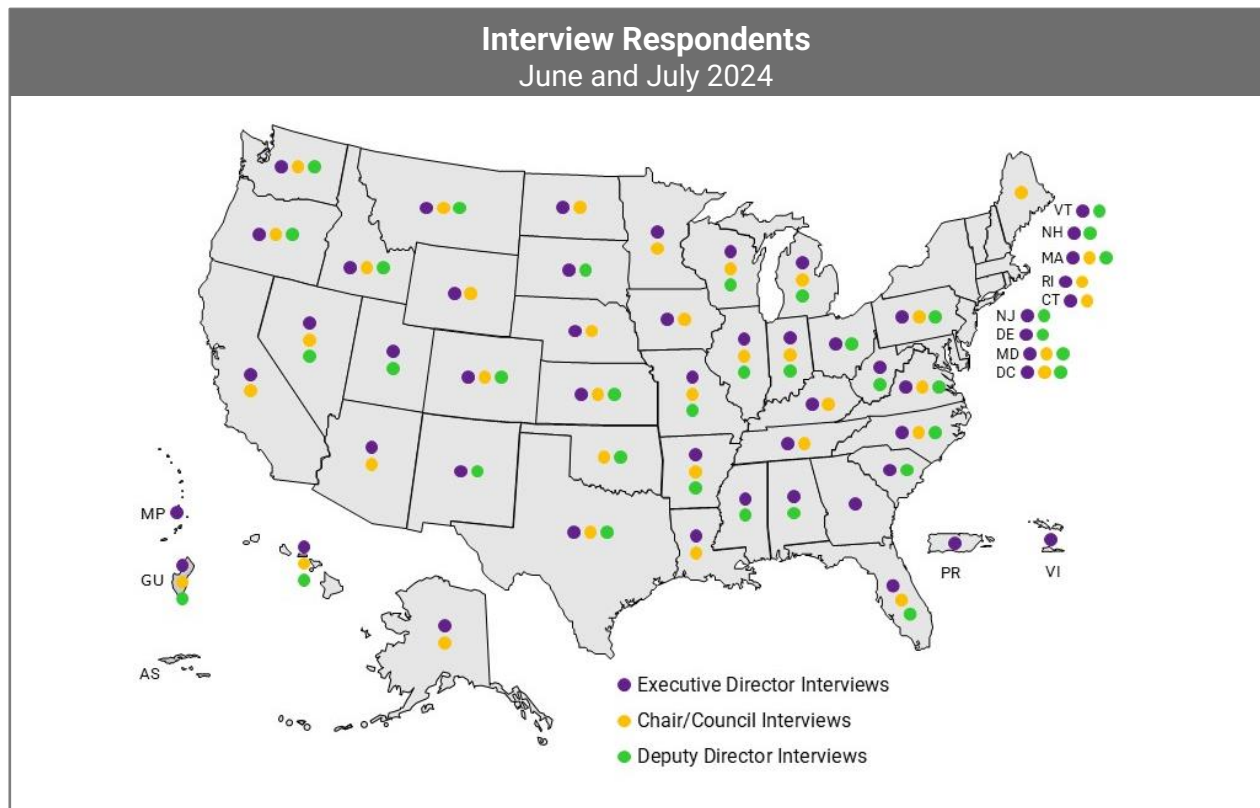 Interview Respondents
June and July 2024
VT
NH
MA
RI
CT
NJ
DE
MD
DC
MP
GU
AS
PR
VI
Executive Director Interviews
Chair/Council Interviews
Deputy Director Interviews